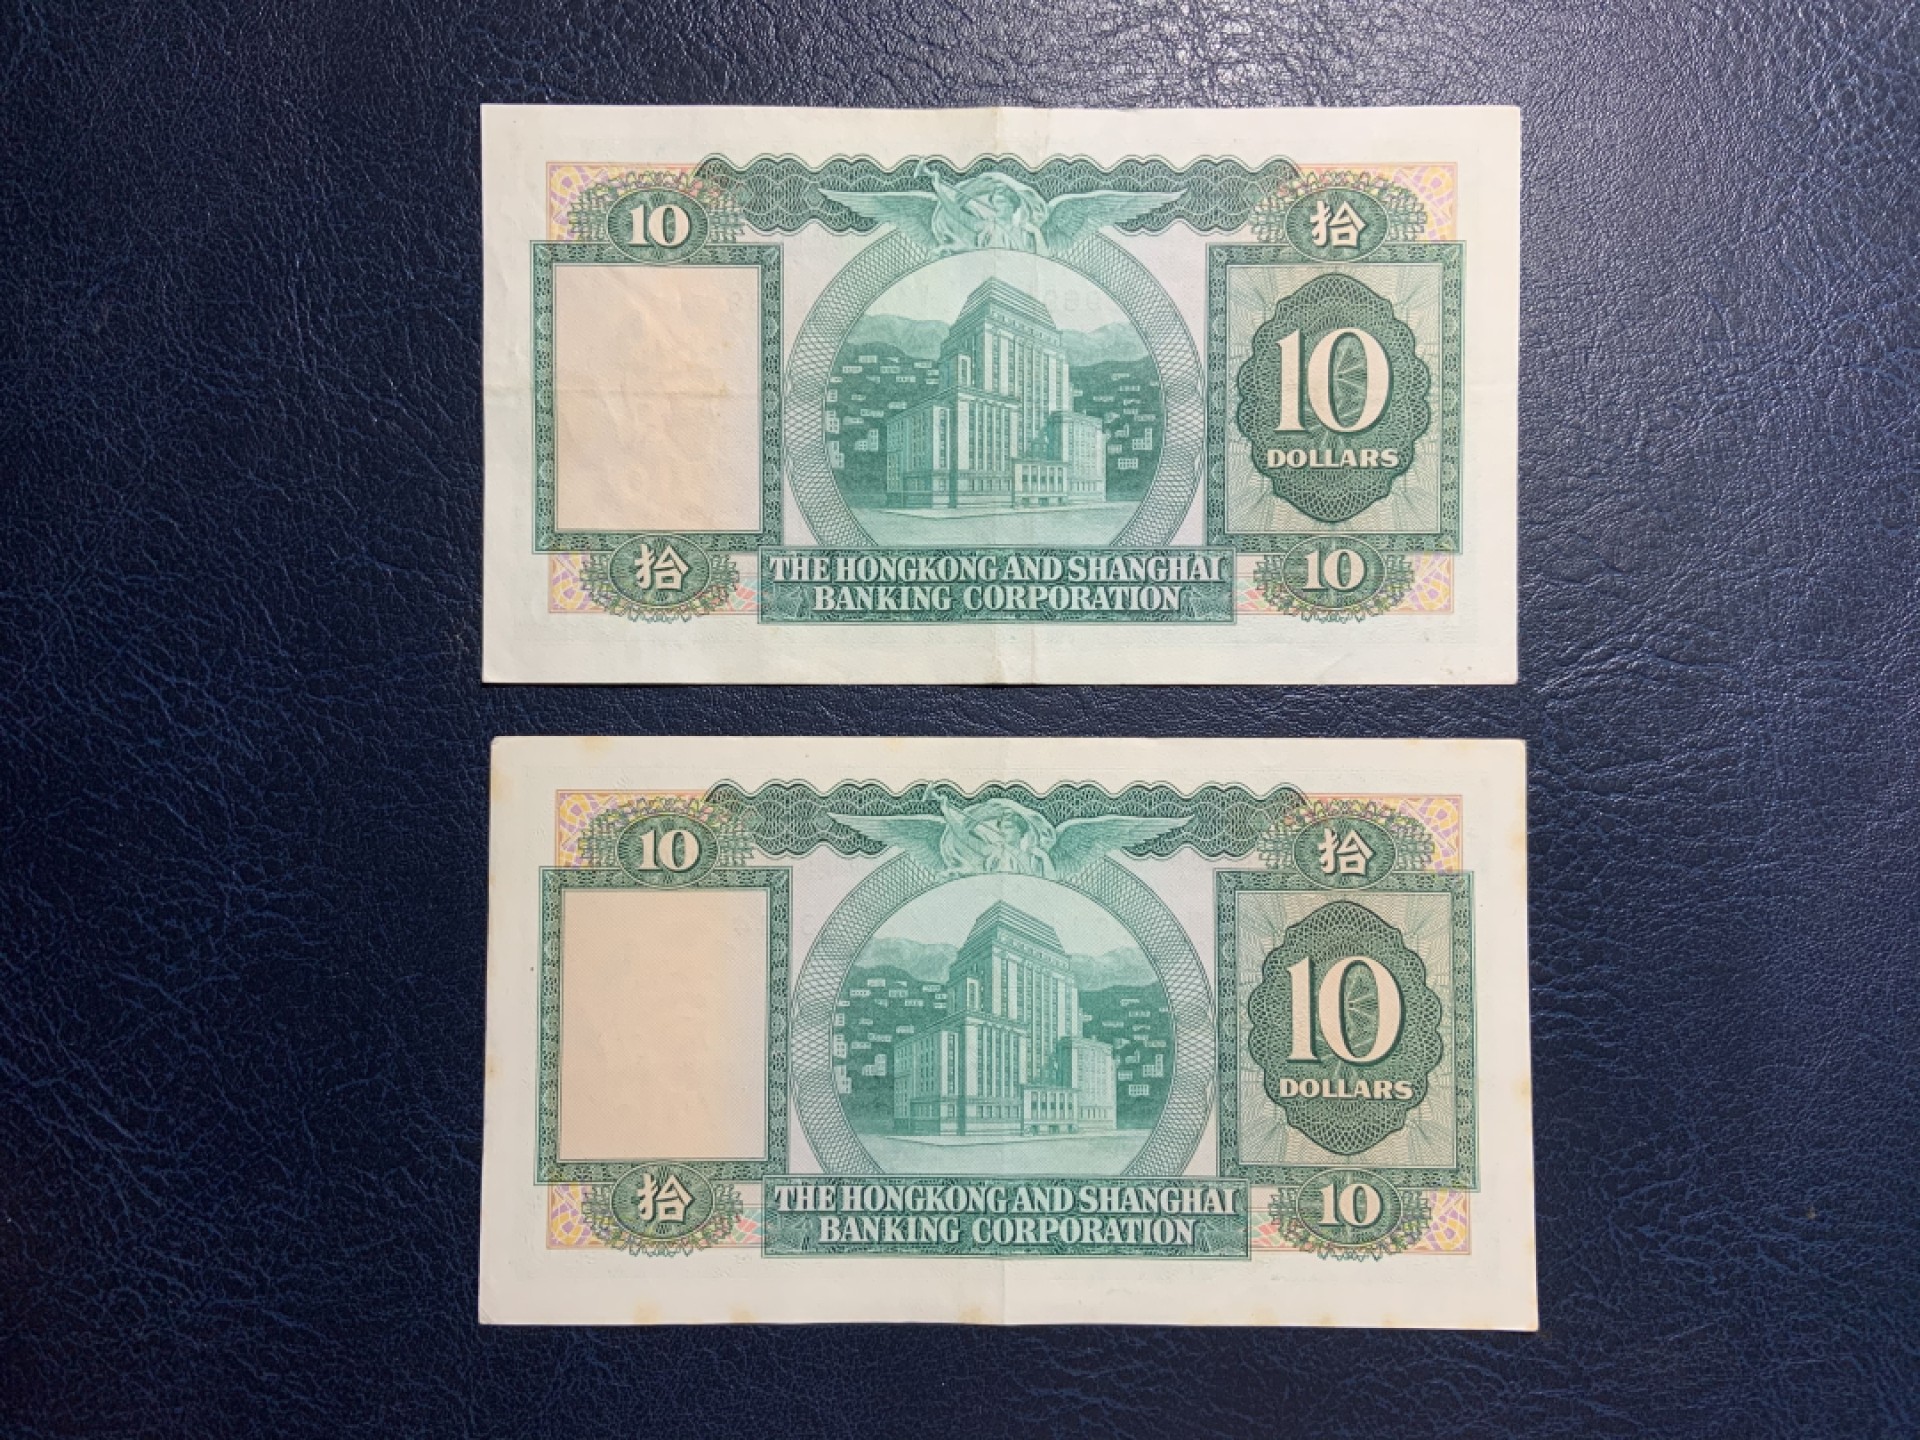 10 拾
10
DOLLARS
拾 10
THE HONGKONG AND SHANGHAI
BANKING CORPORATION
10 拾
10
DOLLARS
拾 10
THE HONGKONG AND SHANGHAI
BANKING CORPORATION